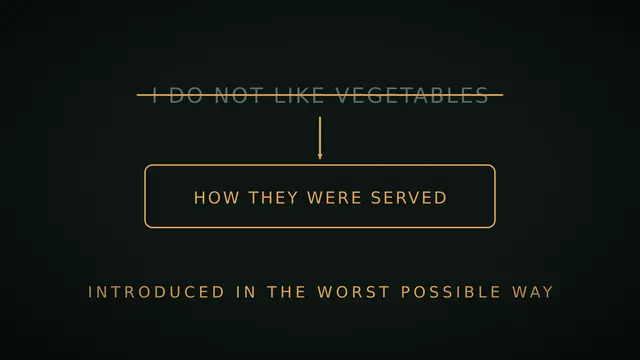 I DO NOT LIKE VEGETABLES
HOW THEY WERE SERVED
INTRODUCED IN THE WORST POSSIBLE WAY